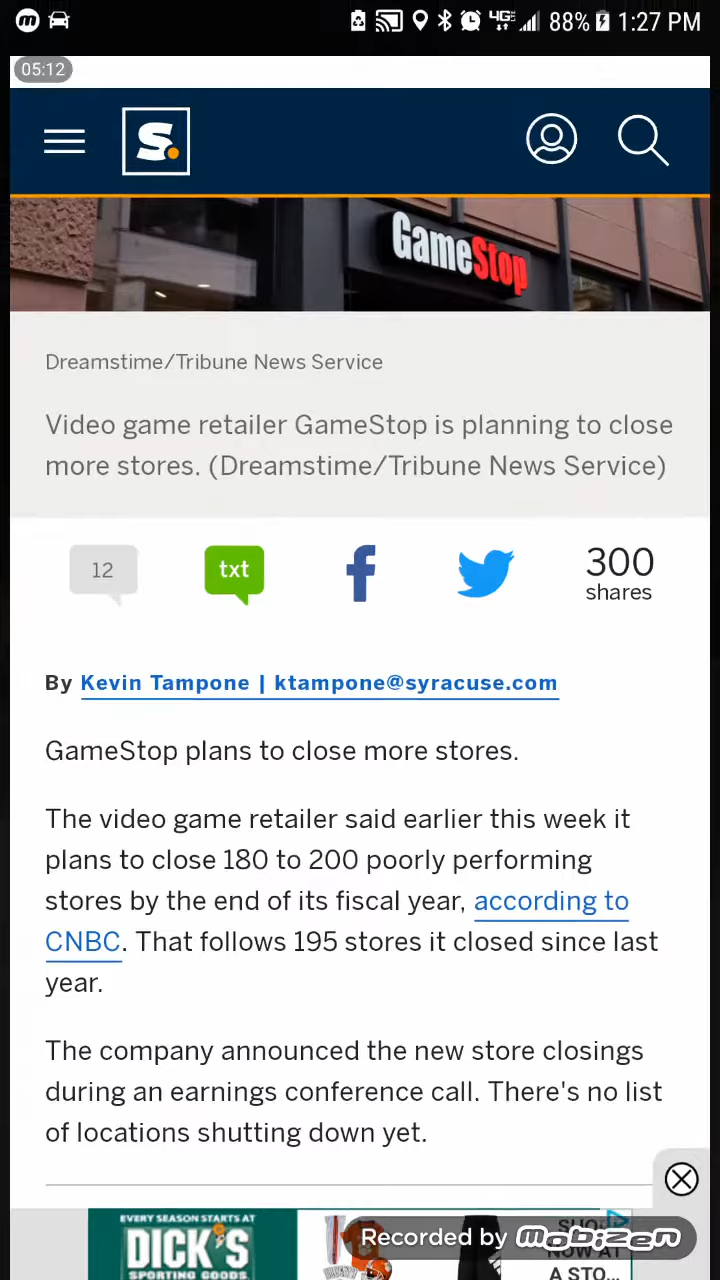 4GE 88% 1:27 PM
05:12
S.
GameStop
Dreamstime/Tribune News Service
Video game retailer GameStop is planning to close
more stores. (Dreamstime/Tribune News Service)
12
txt
300
shares
By Kevin Tampone | ktampone@syracuse.com
GameStop plans to close more stores.
The video game retailer said earlier this week it
plans to close 180 to 200 poorly performing
stores by the end of its fiscal year, according to
CNBC. That follows 195 stores it closed since last
year.
The company announced the new store closings
during an earnings conference call. There's no list
of locations shutting down yet.
EVERY SEASON STARTS AT
DICK'S
SPORTING GOODS
SHOP
NOW AT
A STO...
Recorded by mobizen